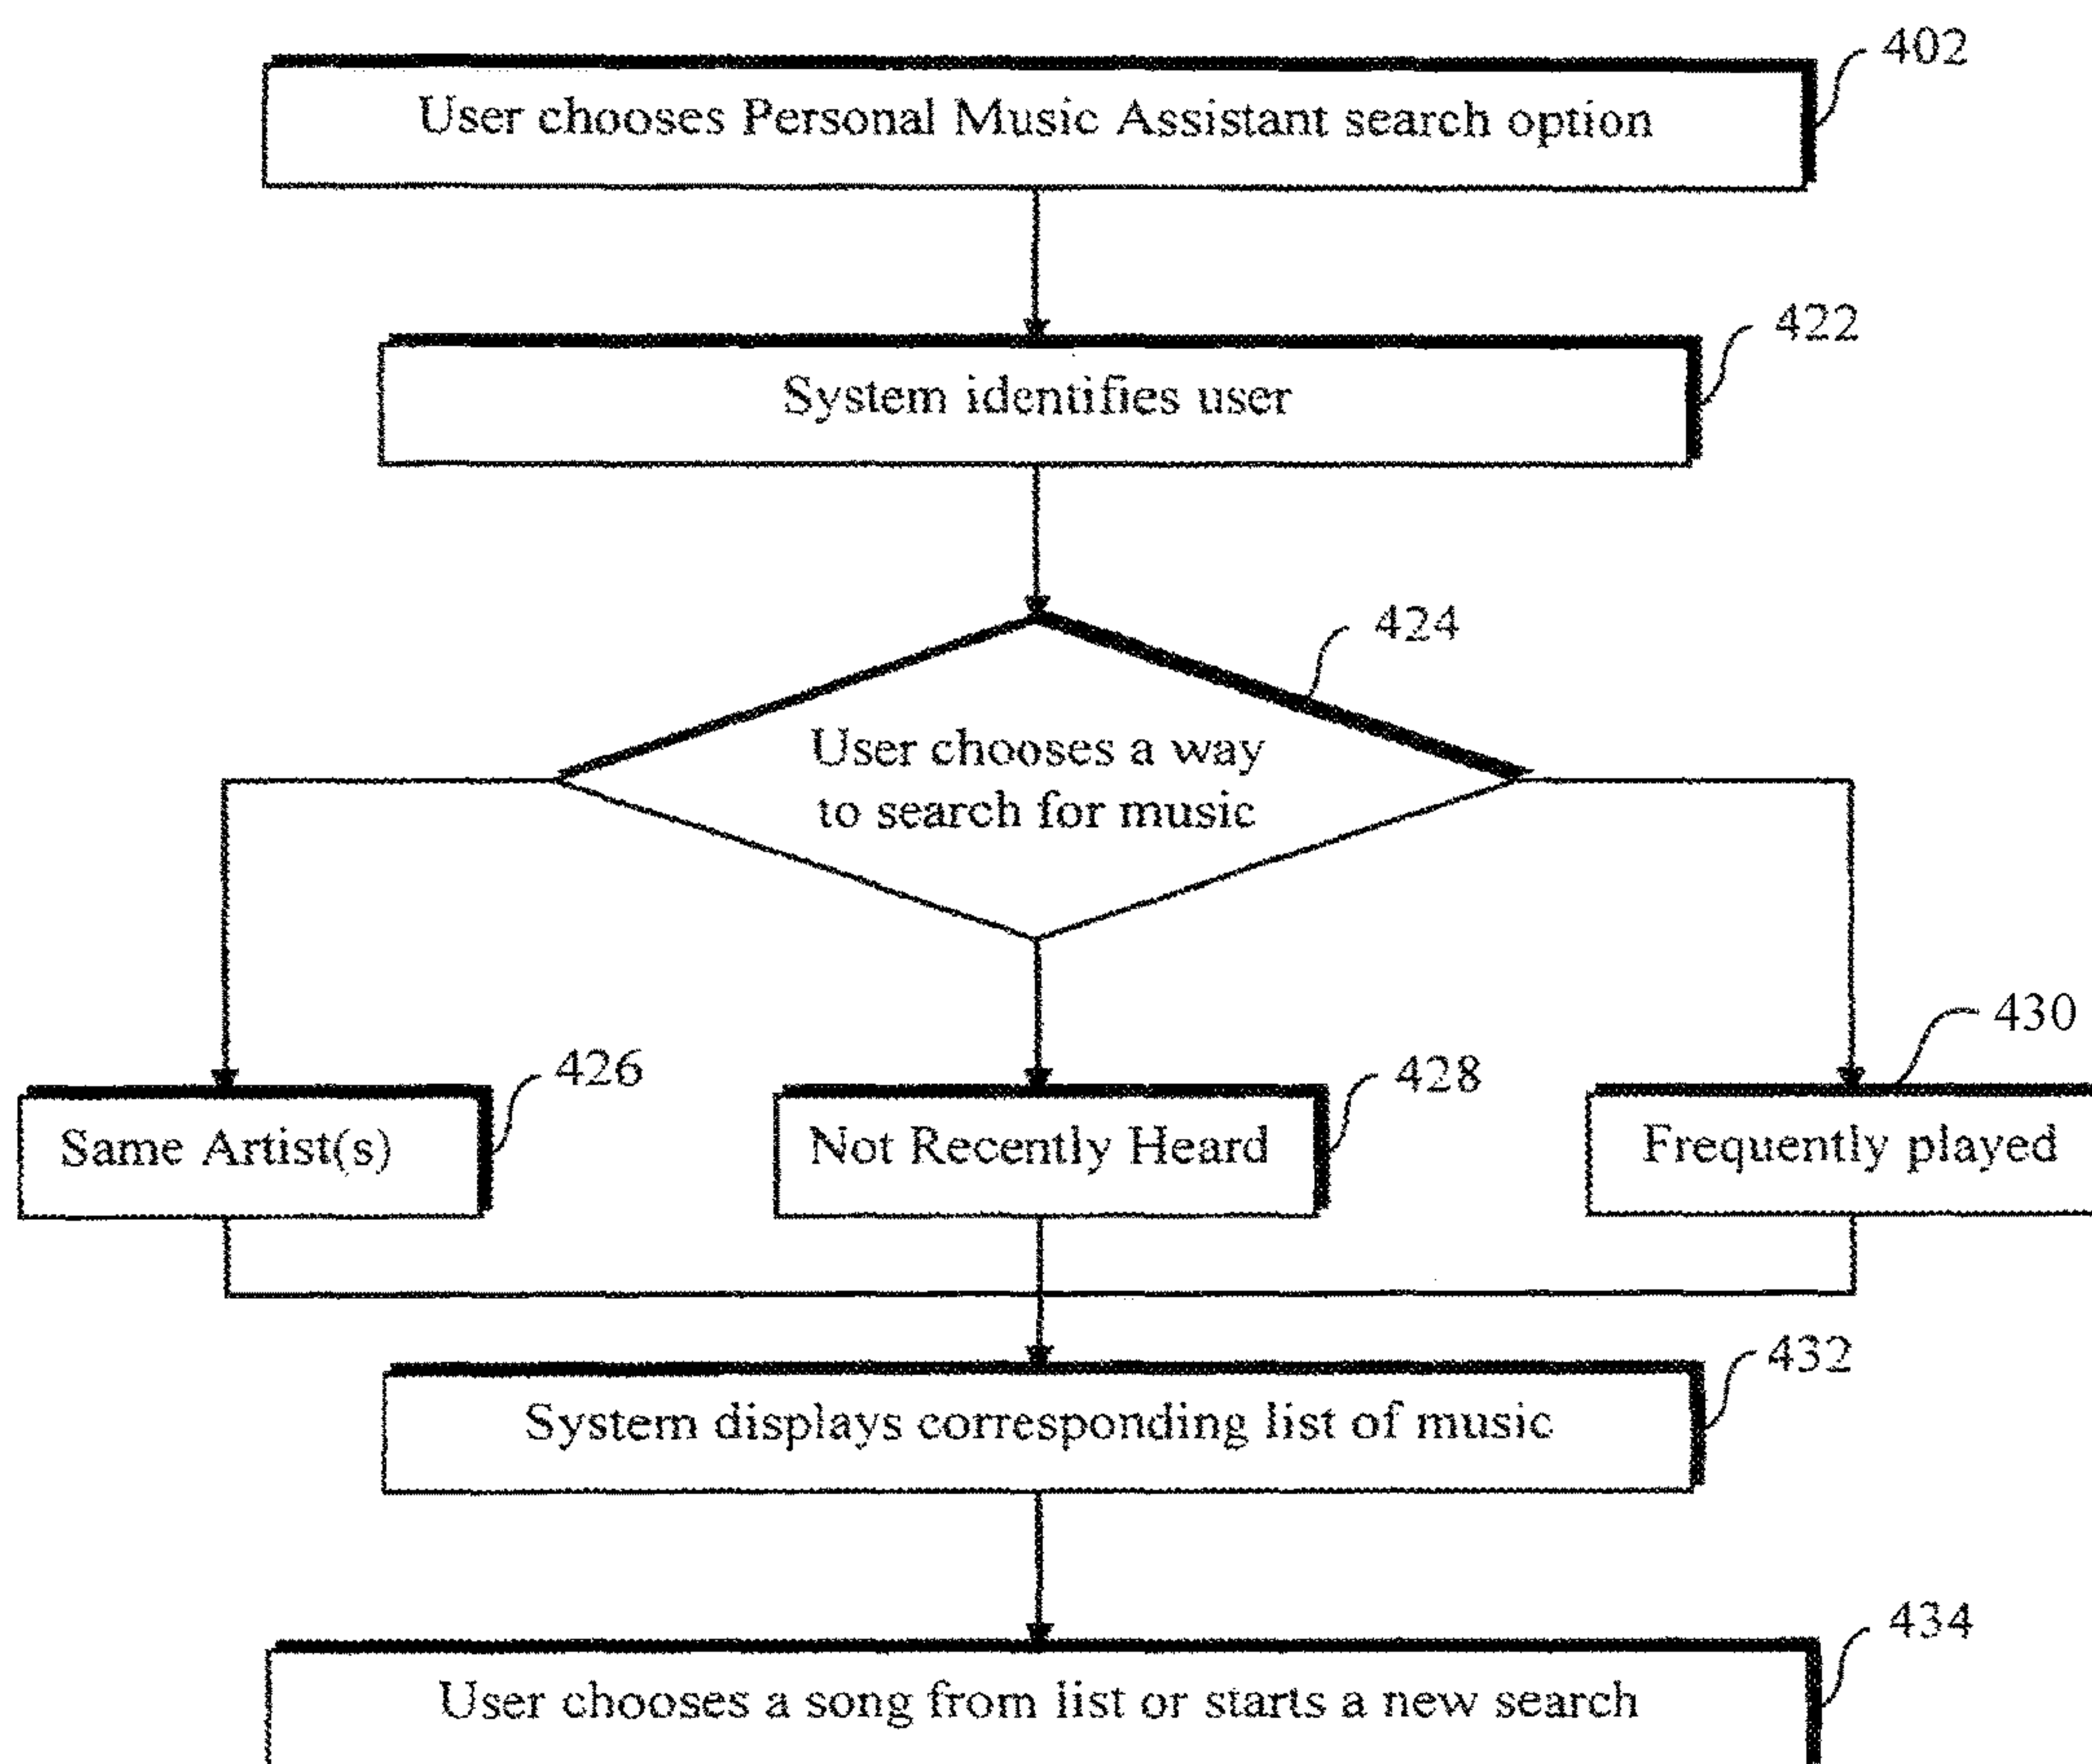 402
User chooses Personal Music Assistant search option
422
System identifies user
424
User chooses a way
to search for music
426
428
430
Same Artist(s)
Not Recently Heard
Frequently played
432
System displays corresponding list of music
434
User chooses a song from list or starts a new search